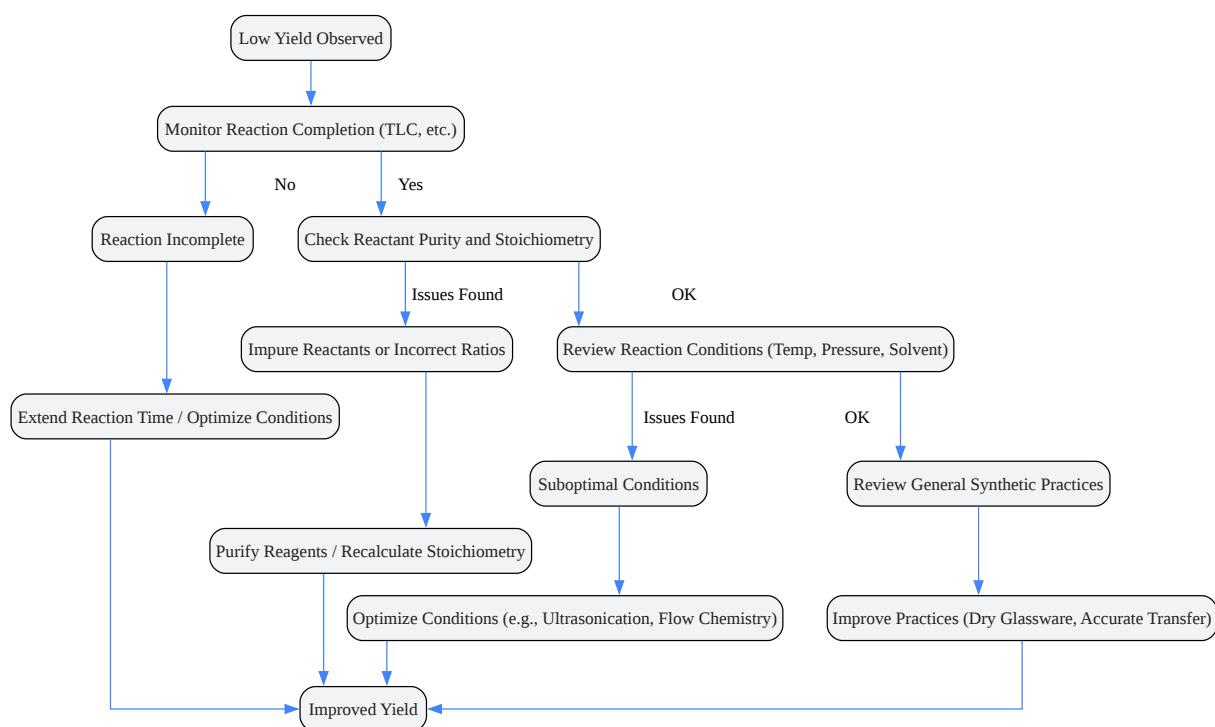 Low Yield Observed
Monitor Reaction Completion (TLC, etc.)
No
Yes
Reaction Incomplete
Check Reactant Purity and Stoichiometry
Issues Found
OK
Impure Reactants or Incorrect Ratios
Review Reaction Conditions (Temp, Pressure, Solvent)
Extend Reaction Time / Optimize Conditions
Issues Found
OK
Suboptimal Conditions
Review General Synthetic Practices
Purify Reagents / Recalculate Stoichiometry
Optimize Conditions (e.g., Ultrasonication, Flow Chemistry)
Improve Practices (Dry Glassware, Accurate Transfer)
Improved Yield